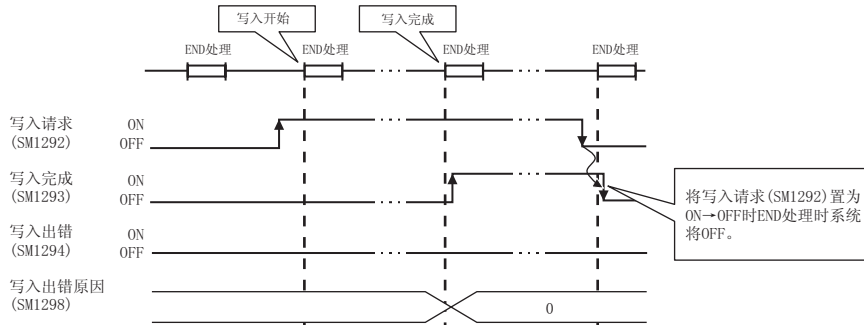 写入开始
写入完成
END处理
END处理
END处理
END处理
写入请求
(SM1292)
ON
OFF
写入完成
(SM1293)
ON
OFF
写入出错
(SM1294)
ON
OFF
写入出错原因
(SM1298)
0
将写入请求(SM1292)置为
ON→OFF时END处理时系统
将OFF。